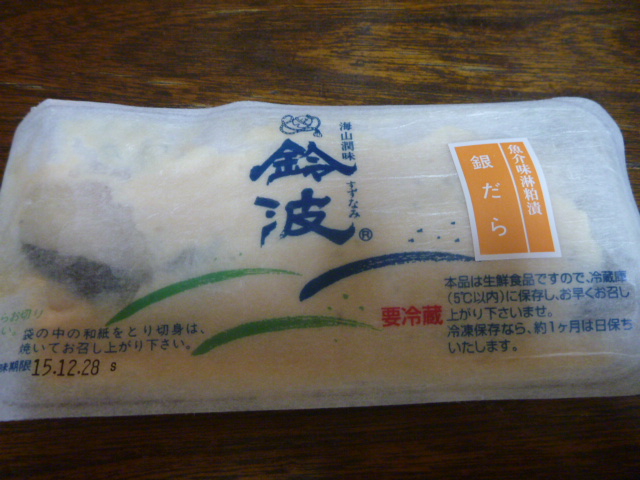 海山潤味
鈴波
すずなみ
®
魚介味淋粕漬
銀だら
本品は生鮮食品ですので、冷蔵庫
(5℃以内)に保存し、お早くお召し
上がり下さいませ。
冷凍保存なら、約1ヶ月は日保ち
いたします。
要冷蔵
らお切り
い。
袋の中の和紙をとり切身は、
焼いてお召し上がり下さい。
味期限15.12.28 s